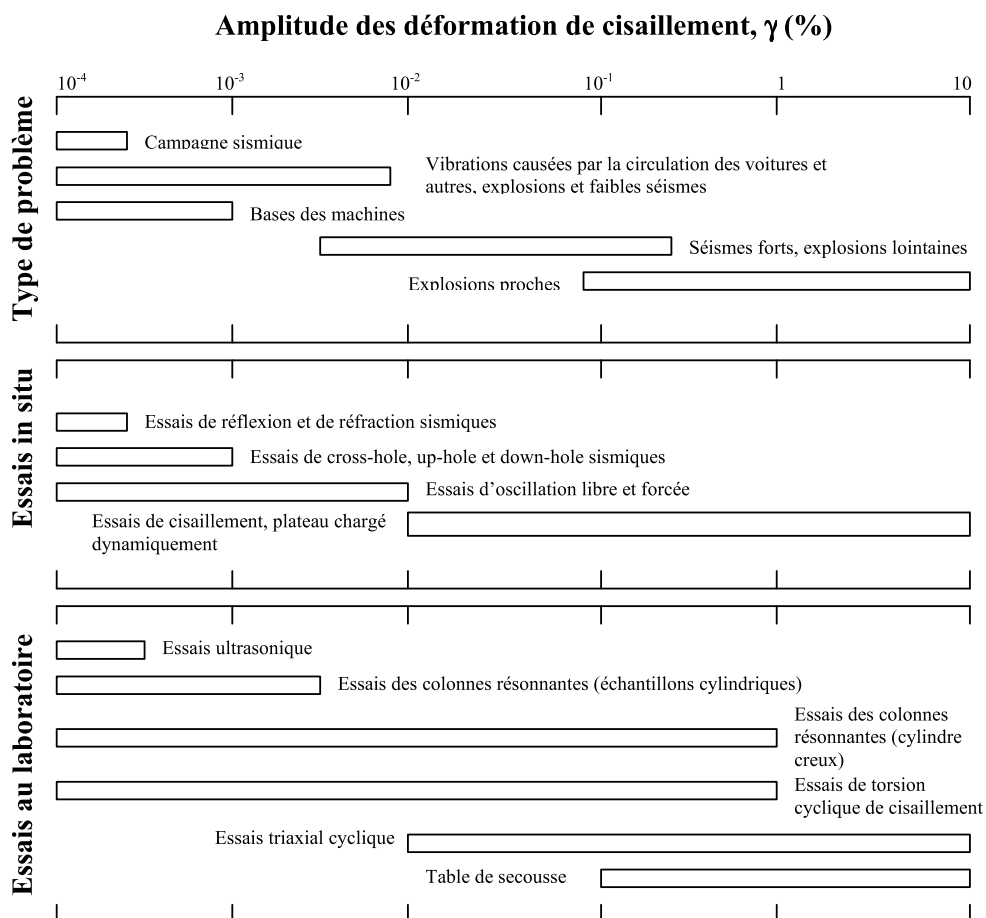 Amplitude des déformation de cisaillement, γ (%)
10-4 10-3 10-2 10-1 1 10
Type de problème
Campagne sismique
Vibrations causées par la circulation des voitures et
autres, explosions et faibles séismes
Bases des machines
Séismes forts, explosions lointaines
Explosions proches
Essais in situ
Essais de réflexion et de réfraction sismiques
Essais de cross-hole, up-hole et down-hole sismiques
Essais d’oscillation libre et forcée
Essais de cisaillement, plateau chargé
dynamiquement
Essais au laboratoire
Essais ultrasonique
Essais des colonnes résonnantes (échantillons cylindriques)
Essais des colonnes
résonnantes (cylindre
creux)
Essais de torsion
cyclique de cisaillement
Essais triaxial cyclique
Table de secousse